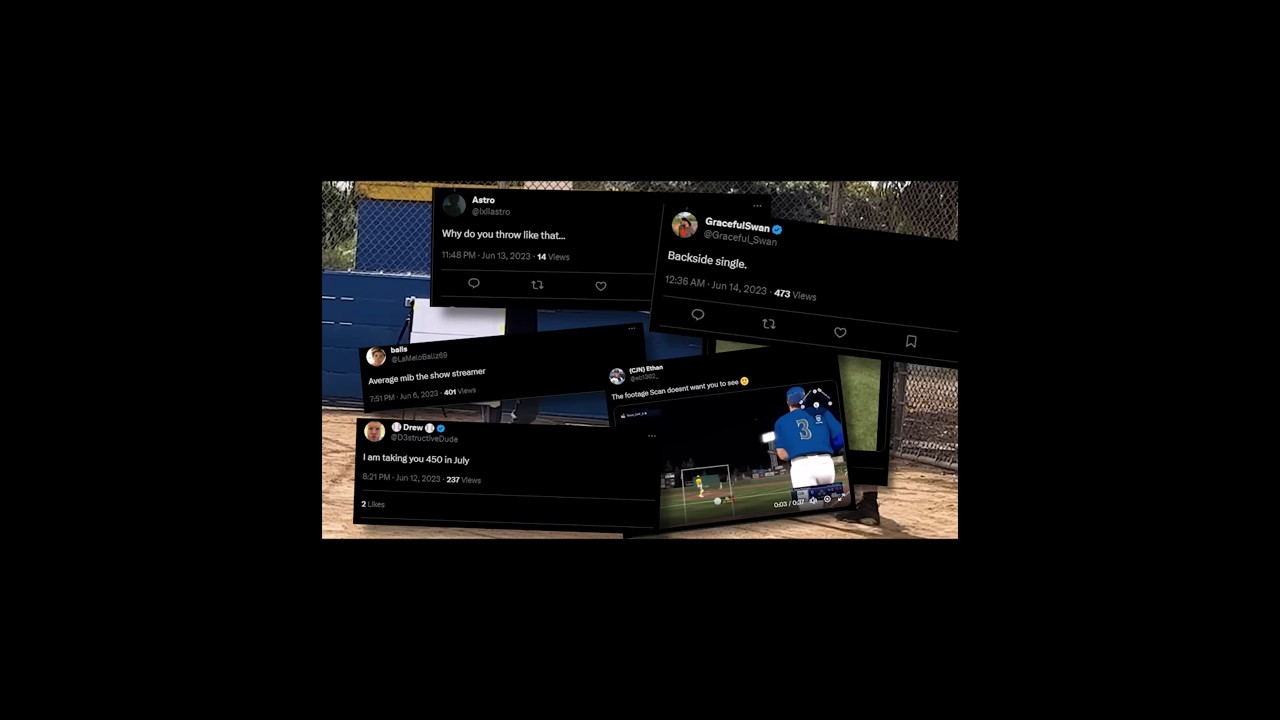 Astro
@lxllastro
Why do you throw like that...
11:48 PM · Jun 13, 2023 · 14 Views
GracefulSwan
@Graceful_Swan
Backside single.
12:36 AM · Jun 14, 2023 · 473 Views
balls
@LaMeloBallz69
Average mlb the show streamer
7:51 PM · Jun 6, 2023 · 401 Views
(CJN) Ethan
The footage Scan doesnt want you to see 🤨
3
0:03 / 0:37
⚾ Drew ⚾
@D3structiveDude
I am taking you 450 in July
8:21 PM · Jun 12, 2023 · 237 Views
2 Likes